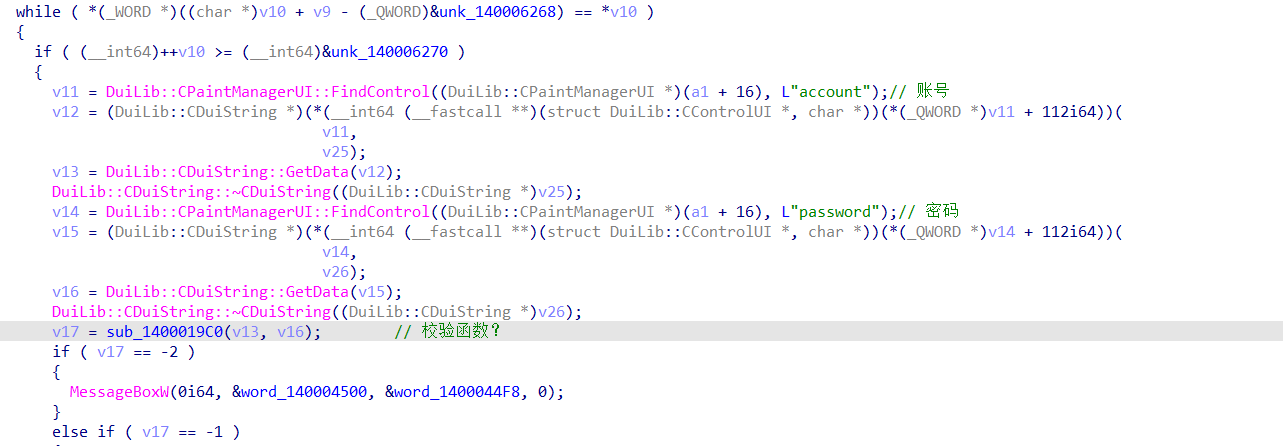 while ( *(_WORD *)((char *)v10 + v9 - (_QWORD)&unk_140006268) == *v10 )
{
if ( (__int64)++v10 >= (__int64)&unk_140006270 )
{
v11 = DuiLib::CPaintManagerUI::FindControl((DuiLib::CPaintManagerUI *)(a1 + 16), L"account");// 账号
v12 = (DuiLib::CDuiString *)(*(__int64 (__fastcall **)(struct DuiLib::CControlUI *, char *))(*(_QWORD *)v11 + 112i64))(
v11,
v25);
v13 = DuiLib::CDuiString::GetData(v12);
DuiLib::CDuiString::~CDuiString((DuiLib::CDuiString *)v25);
v14 = DuiLib::CPaintManagerUI::FindControl((DuiLib::CPaintManagerUI *)(a1 + 16), L"password");// 密码
v15 = (DuiLib::CDuiString *)(*(__int64 (__fastcall **)(struct DuiLib::CControlUI *, char *))(*(_QWORD *)v14 + 112i64))(
v14,
v26);
v16 = DuiLib::CDuiString::GetData(v15);
DuiLib::CDuiString::~CDuiString((DuiLib::CDuiString *)v26);
v17 = sub_1400019C0(v13, v16); // 校验函数?
if ( v17 == -2 )
{
MessageBoxW(0i64, &word_140004500, &word_1400044F8, 0);
}
else if ( v17 == -1 )